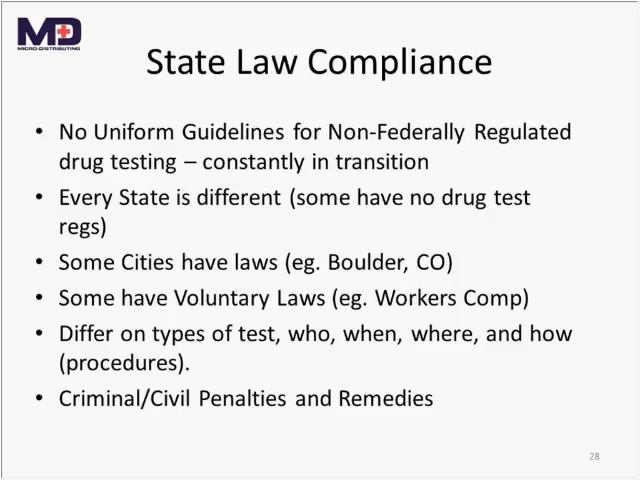 MD
MICRO-DISTRIBUTING
State Law Compliance
• No Uniform Guidelines for Non-Federally Regulated
drug testing – constantly in transition
• Every State is different (some have no drug test
regs)
• Some Cities have laws (eg. Boulder, CO)
• Some have Voluntary Laws (eg. Workers Comp)
• Differ on types of test, who, when, where, and how
(procedures).
• Criminal/Civil Penalties and Remedies
28